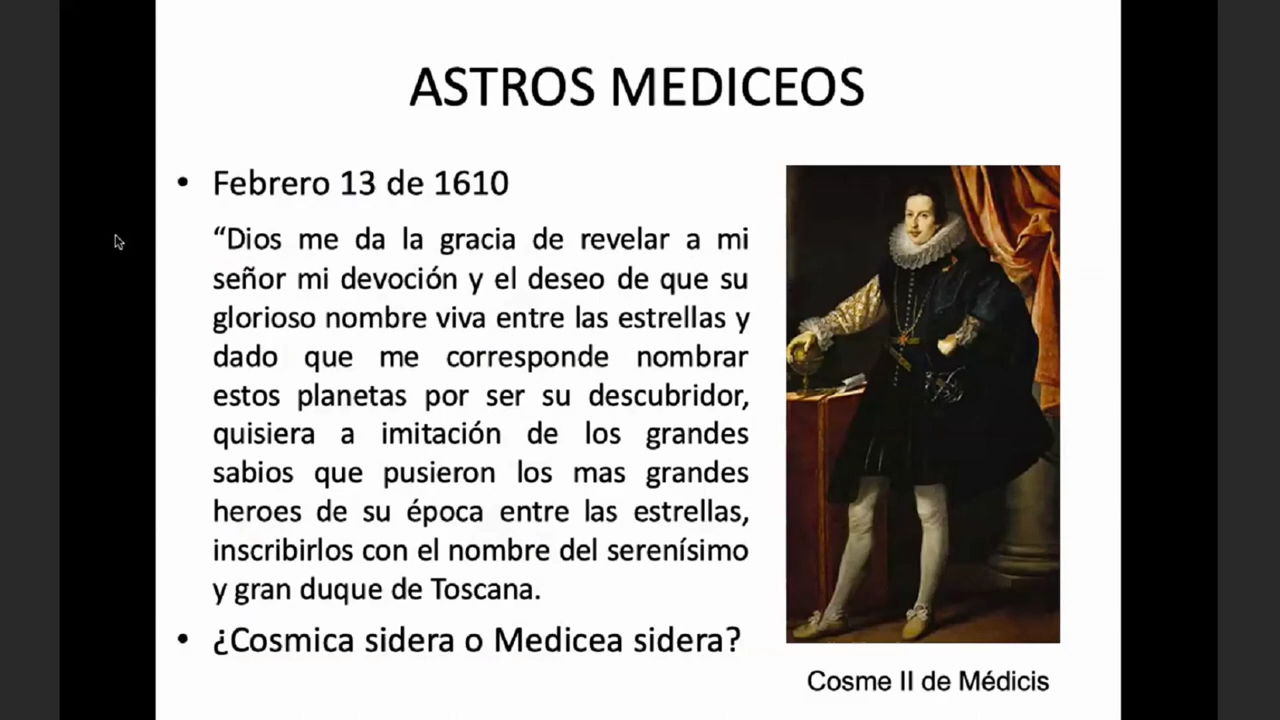 ASTROS MEDICEOS
• Febrero 13 de 1610
“Dios me da la gracia de revelar a mi
señor mi devoción y el deseo de que su
glorioso nombre viva entre las estrellas y
dado que me corresponde nombrar
estos planetas por ser su descubridor,
quisiera a imitación de los grandes
sabios que pusieron los mas grandes
heroes de su época entre las estrellas,
inscribirlos con el nombre del serenísimo
y gran duque de Toscana.
• ¿Cosmica sidera o Medicea sidera?
Cosme II de Médicis